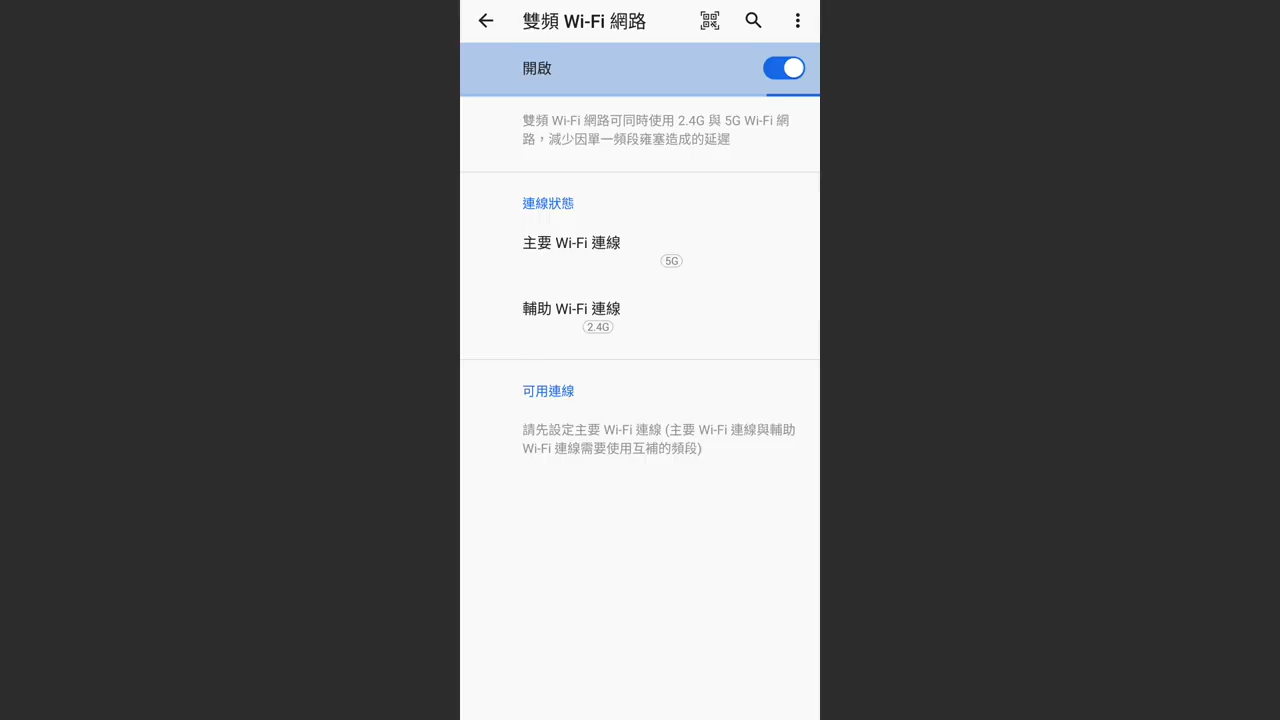 雙頻 Wi-Fi 網路
開啟
雙頻 Wi-Fi 網路可同時使用 2.4G 與 5G Wi-Fi 網
路，減少因單一頻段雍塞造成的延遲
連線狀態
主要 Wi-Fi 連線
5G
輔助 Wi-Fi 連線
2.4G
可用連線
請先設定主要 Wi-Fi 連線 (主要 Wi-Fi 連線與輔助
Wi-Fi 連線需要使用互補的頻段)